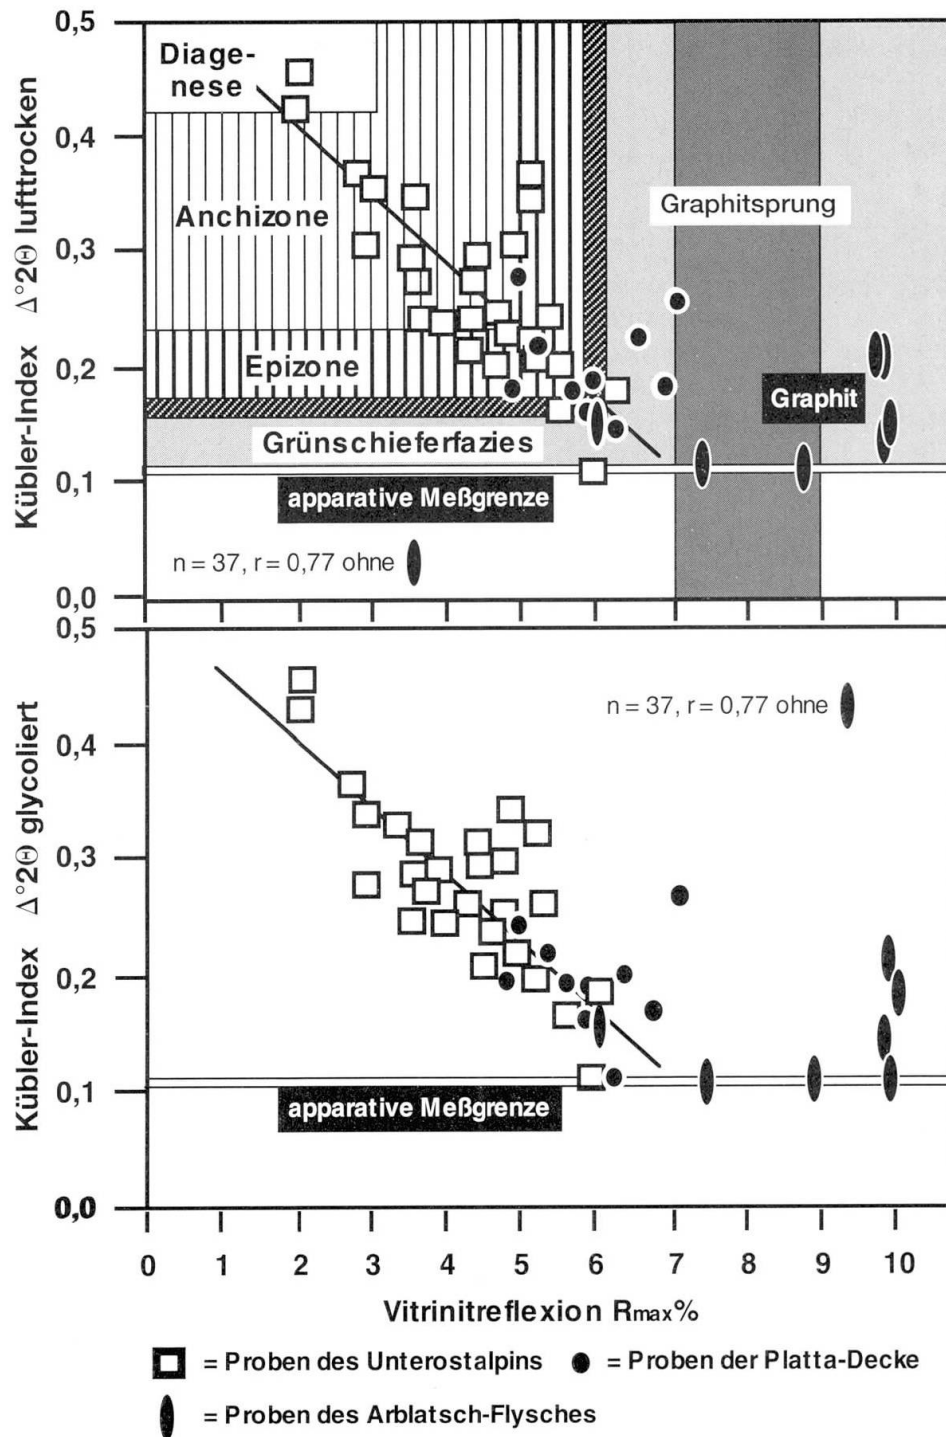 0,5
Diage-
nese
0,4
Anchizone
Graphitsprung
0,3
Epizone
0,2
Graphit
Grünschieferfazies
0,1
apparative Meßgrenze
n = 37, r = 0,77 ohne
0,0
Kübler-Index Δ°2Θ lufttrocken
0,5
n = 37, r = 0,77 ohne
0,4
0,3
0,2
0,1
apparative Meßgrenze
0,0
Kübler-Index Δ°2Θ glycoliert
0 1 2 3 4 5 6 7 8 9 10
Vitrinitreflexion Rmax%
= Proben des Unterostalpins
= Proben der Platta-Decke
= Proben des Arblatsch-Flysches